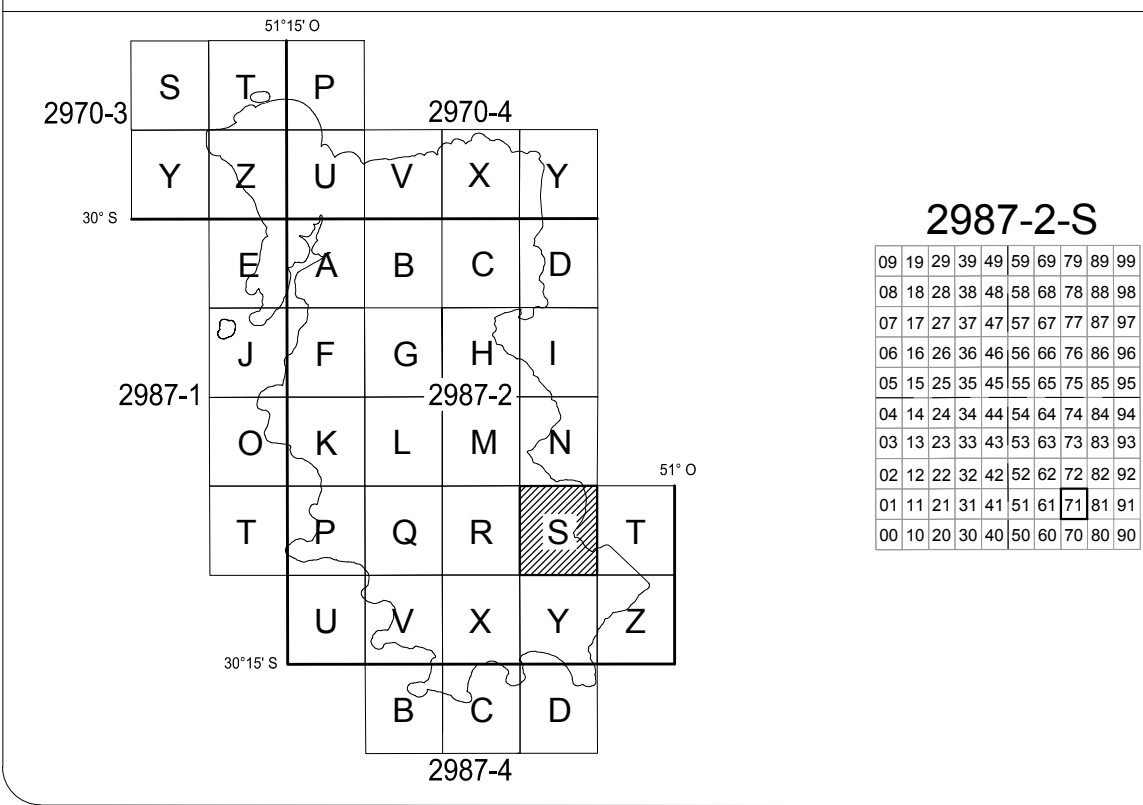 51°15' O
S T P
2970-3 2970-4
Y Z U V X Y
30° S
E A B C D
J F G H I
2987-1 2987-2
O K L M N
51° O
T P Q R S T
U V X Y Z
30°15' S
B C D
2987-4
2987-2-S
09 19 29 39 49 59 69 79 89 99
08 18 28 38 48 58 68 78 88 98
07 17 27 37 47 57 67 77 87 97
06 16 26 36 46 56 66 76 86 96
05 15 25 35 45 55 65 75 85 95
04 14 24 34 44 54 64 74 84 94
03 13 23 33 43 53 63 73 83 93
02 12 22 32 42 52 62 72 82 92
01 11 21 31 41 51 61 71 81 91
00 10 20 30 40 50 60 70 80 90